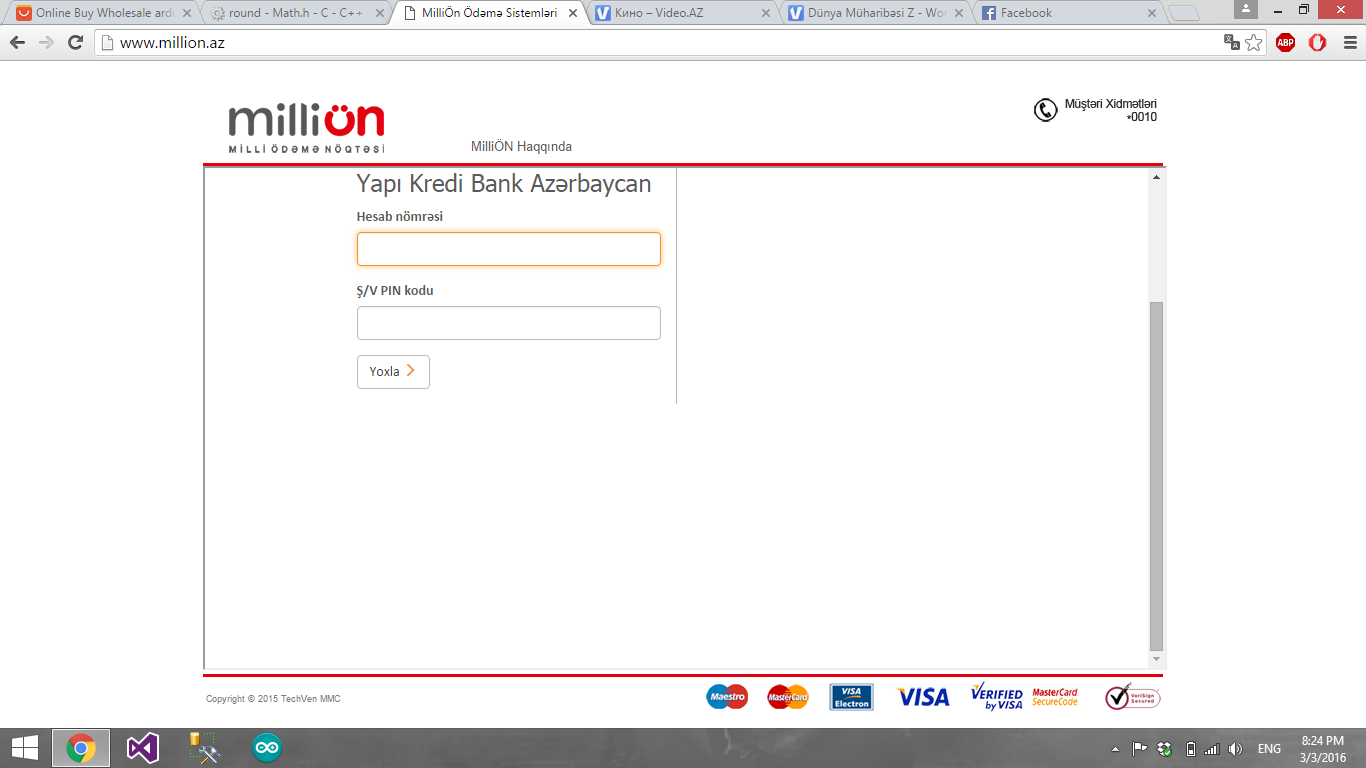 Online Buy Wholesale ard
round - Math.h - C - C++
MilliÖn Ödəmə Sistemləri
Кино – Video.AZ
Dünya Müharibəsi Z - Wor
Facebook
www.million.az
ABP
milliön
MİLLİ ÖDƏMƏ NÖQTƏSİ
MilliÖN Haqqında
Müştəri Xidmətləri
*0010
Yapı Kredi Bank Azərbaycan
Hesab nömrəsi
Ş/V PIN kodu
Yoxla
Copyright © 2015 TechVen MMC
Maestro
MasterCard
VISA
Electron
VISA
VERIFIED
by VISA
MasterCard
SecureCode
VeriSign
Secured
ENG
8:24 PM
3/3/2016